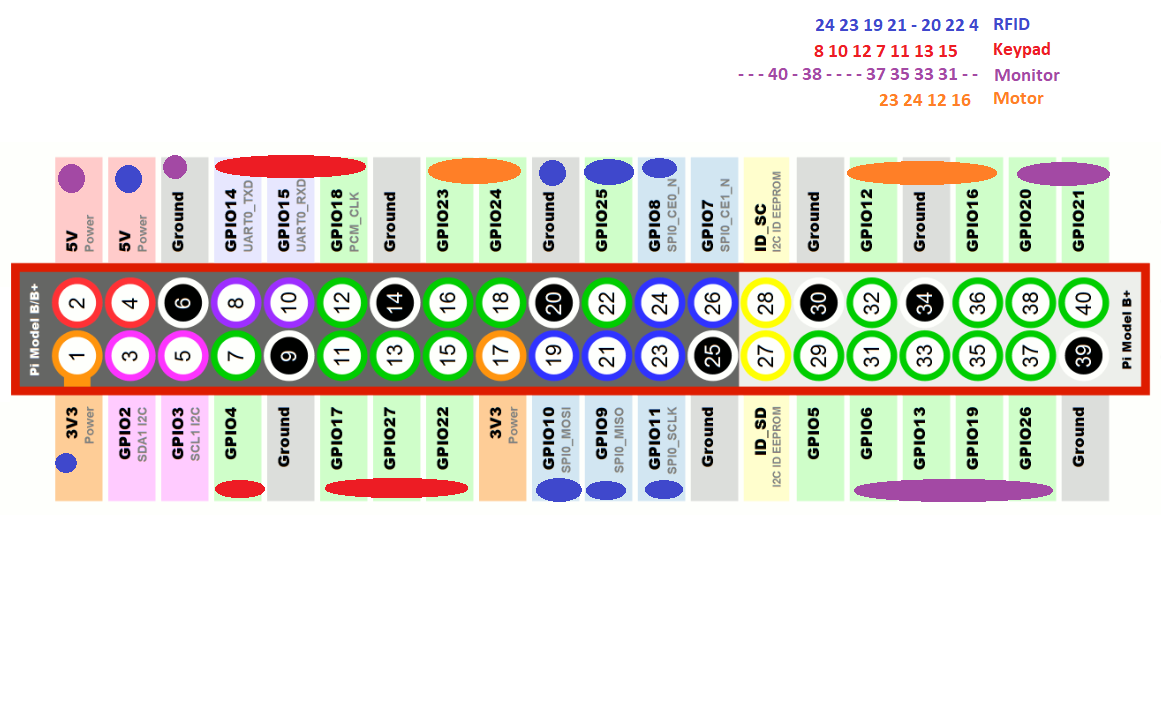 24 23 19 21 - 20 22 4 RFID
8 10 12 7 11 13 15 Keypad
- - - 40 - 38 - - - - 37 35 33 31 - - Monitor
23 24 12 16 Motor
5V
Power
5V
Power
Ground
GPIO14
UART0_TXD
GPIO15
UART0_RXD
GPIO18
PCM_CLK
Ground
GPIO23
GPIO24
Ground
GPIO25
GPIO8
SPI0_CE0_N
GPIO7
SPI0_CE1_N
ID_SC
I2C ID EEPROM
Ground
GPIO12
Ground
GPIO16
GPIO20
GPIO21
Pi Model B/B+
2 4 6 8 10 12 14 16 18 20 22 24 26 28 30 32 34 36 38 40
1 3 5 7 9 11 13 15 17 19 21 23 25 27 29 31 33 35 37 39
Pi Model B+
3V3
Power
GPIO2
SDA1 I2C
GPIO3
SCL1 I2C
GPIO4
Ground
GPIO17
GPIO27
GPIO22
3V3
Power
GPIO10
SPI0_MOSI
GPIO9
SPI0_MISO
GPIO11
SPI0_SCLK
Ground
ID_SD
I2C ID EEPROM
GPIO5
GPIO6
GPIO13
GPIO19
GPIO26
Ground